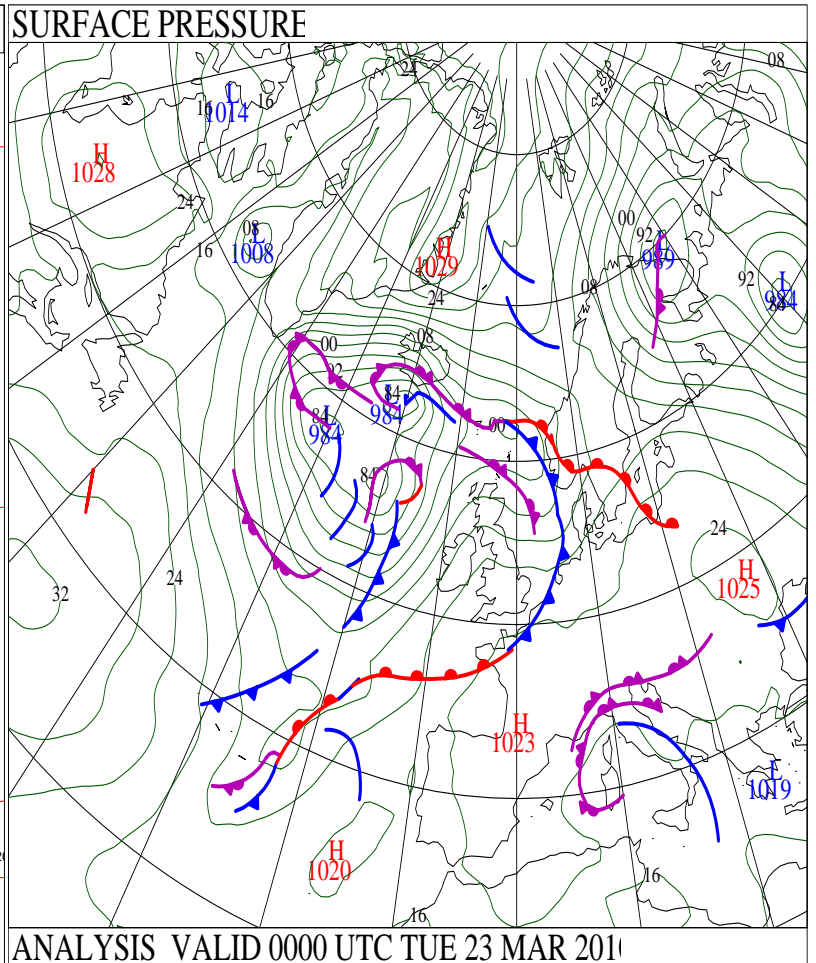 SURFACE PRESSURE
24
08
L
16
16
1014
H
1028
24
00
08
L
16
1008
92
L
989
H
1029
24
08
92
L
984
08
00
92
84
L
984
84
L
984
00
84
24
32
24
H
1025
H
1023
L
1019
H
1020
16
16
ANALYSIS VALID 0000 UTC TUE 23 MAR 201